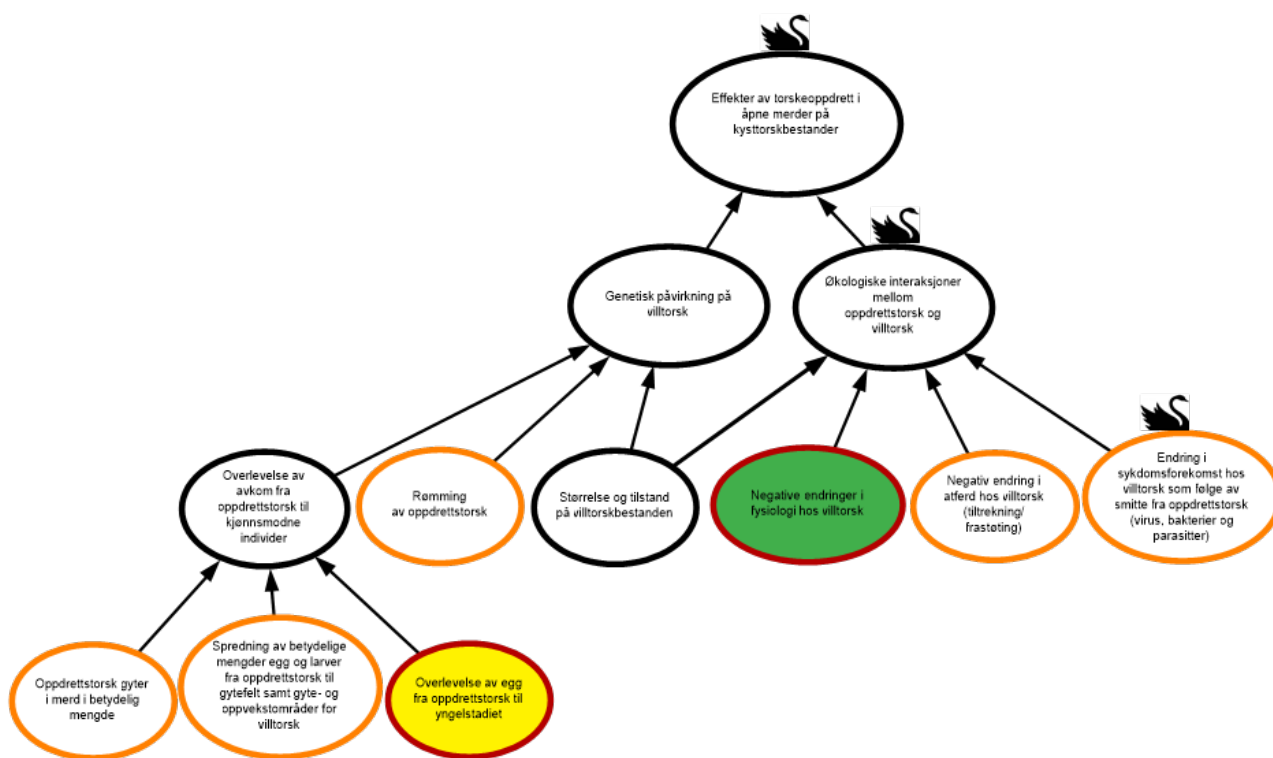 Effekter av torskeoppdrett i
åpne merder på
kysttorskbestander
Genetisk påvirkning på
villtorsk
Økologiske interaksjoner
mellom
oppdrettstorsk og
villtorsk
Overlevelse av
avkom fra
oppdrettstorsk til
kjønnsmodne
individer
Rømming
av oppdrettstorsk
Størrelse og tilstand
på villtorskbestanden
Negative endringer i
fysiologi hos villtorsk
Negativ endring i
atferd hos villtorsk
(tiltrekning/
frastøting)
Endring i
sykdomsforekomst hos
villtorsk som følge av
smitte fra oppdrettstorsk
(virus, bakterier og
parasitter)
Oppdrettstorsk gyter
i merd i betydelig
mengde
Spredning av betydelige
mengder egg og larver
fra oppdrettstorsk til
gytefelt samt gyte- og
oppvekstområder for
villtorsk
Overlevelse av egg
fra oppdrettstorsk til
yngelstadiet